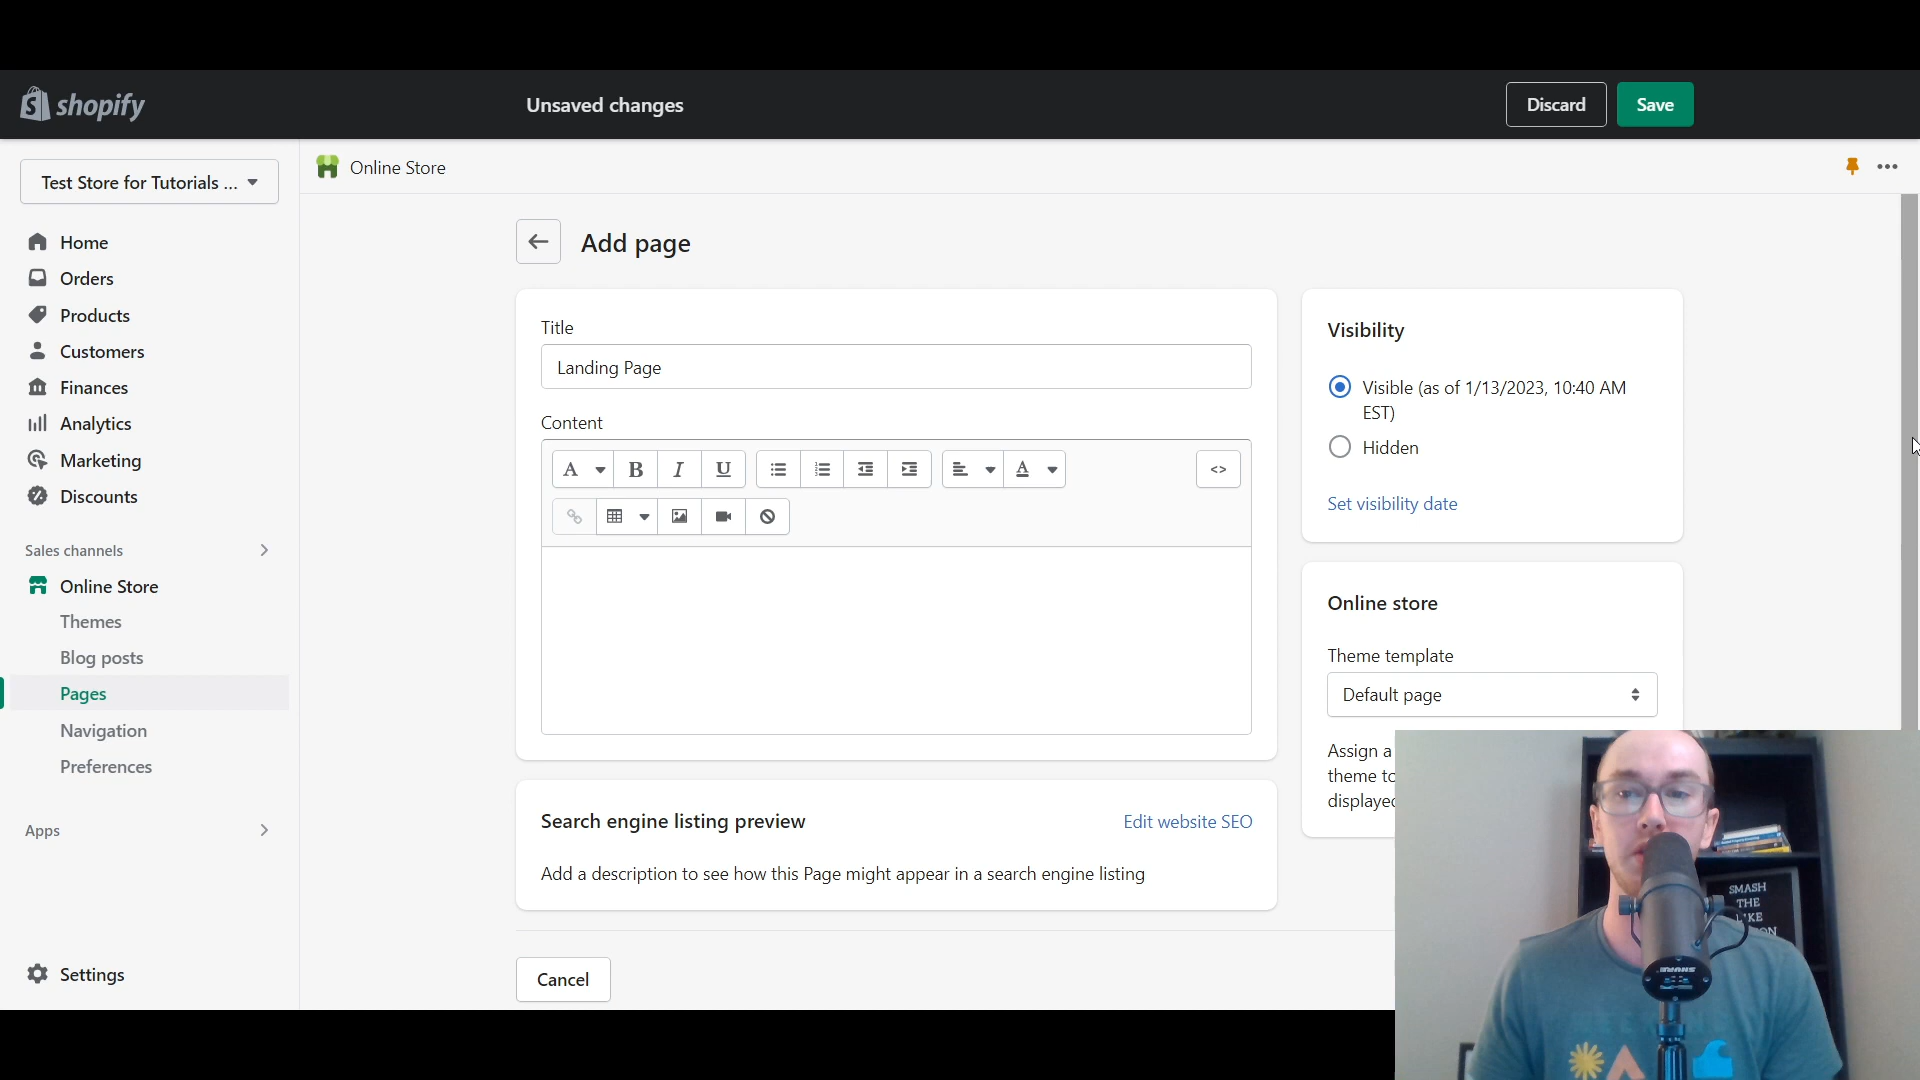 shopify
Unsaved changes
Discard
Save
Test Store for Tutorials ...
Online Store
Home
Orders
Products
Customers
Finances
Analytics
Marketing
Discounts
Sales channels
Online Store
Themes
Blog posts
Pages
Navigation
Preferences
Apps
Settings
Add page
Title
Landing Page
Content
A
B
I
U
A
<>
Search engine listing preview
Edit website SEO
Add a description to see how this Page might appear in a search engine listing
Cancel
Visibility
Visible (as of 1/13/2023, 10:40 AM
EST)
Hidden
Set visibility date
Online store
Theme template
Default page
Assign a
theme to
displayed
SMASH
THE
SHURE